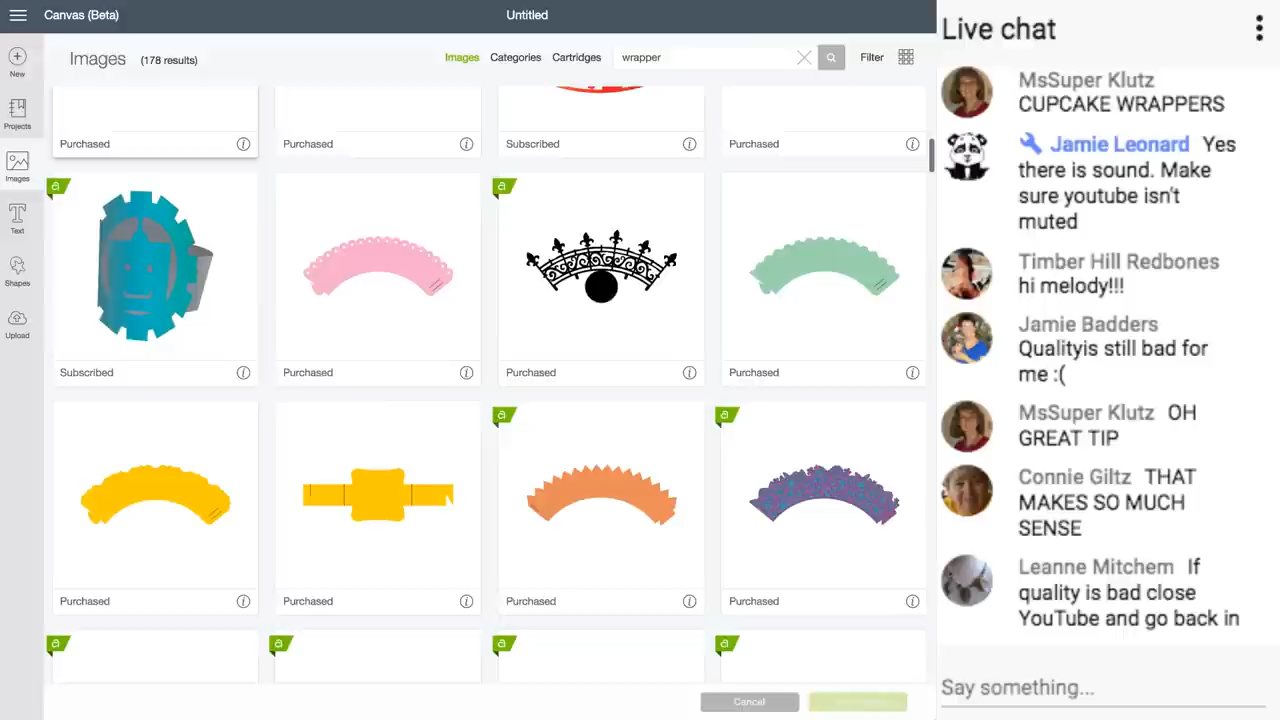 Canvas (Beta)
Untitled
New
Projects
Images
Text
Shapes
Upload
Images (178 results)
Images Categories Cartridges
wrapper
Filter
Purchased
Purchased
Subscribed
Purchased
Subscribed
Purchased
Purchased
Purchased
Purchased
Purchased
Purchased
Purchased
Cancel
Live chat
MsSuper Klutz
CUPCAKE WRAPPERS
Jamie Leonard Yes
there is sound. Make
sure youtube isn't
muted
Timber Hill Redbones
hi melody!!!
Jamie Badders
Qualityis still bad for
me :(
MsSuper Klutz OH
GREAT TIP
Connie Giltz THAT
MAKES SO MUCH
SENSE
Leanne Mitchem If
quality is bad close
YouTube and go back in
Say something...